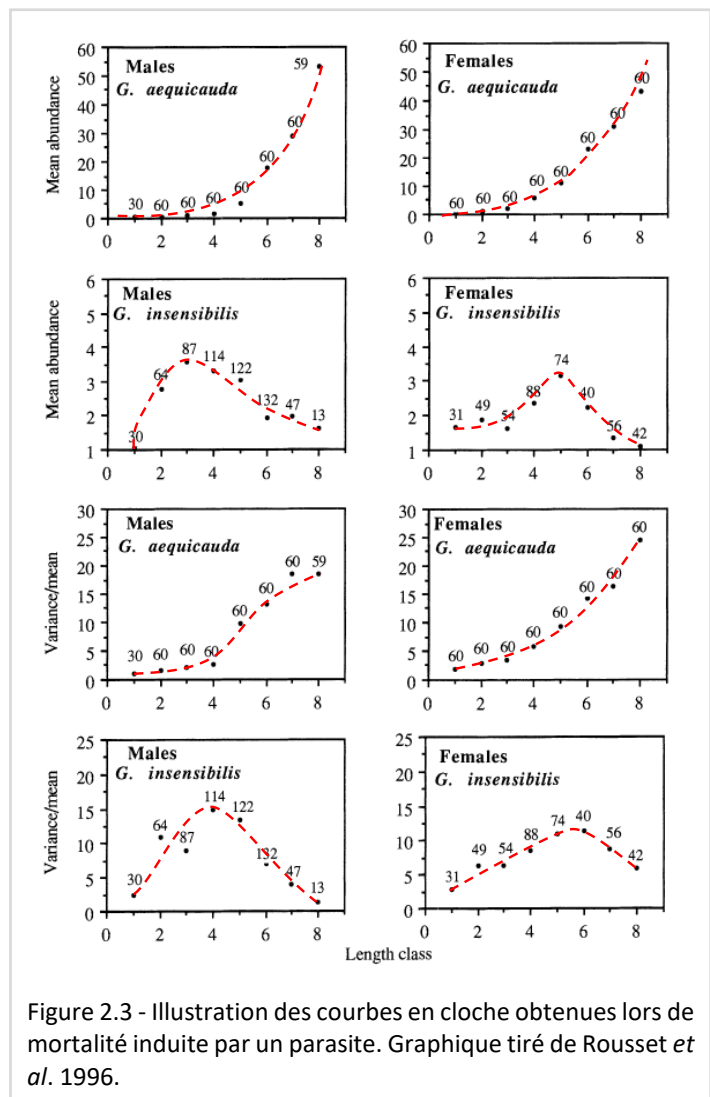 Males
G. aequicauda
Mean abundance
60
50
40
30
20
10
0
30 60 60 60 60 60 60 59
0 2 4 6 8
Females
G. aequicauda
60
50
40
30
20
10
0
60 60 60 60 60 60 60 60
0 2 4 6 8
Males
G. insensibilis
Mean abundance
6
5
4
3
2
1
30 64 87 114 122 132 47 13
0 2 4 6 8
Females
G. insensibilis
6
5
4
3
2
1
31 49 54 88 74 40 56 42
0 2 4 6 8
Males
G. aequicauda
Variance/mean
30
25
20
15
10
5
0
30 60 60 60 60 60 60 59
0 2 4 6 8
Females
G. aequicauda
30
25
20
15
10
5
0
60 60 60 60 60 60 60 60
0 2 4 6 8
Males
G. insensibilis
Variance/mean
25
20
15
10
5
0
30 64 87 114 122 132 47 13
0 2 4 6 8
Females
G. insensibilis
25
20
15
10
5
0
31 49 54 88 74 40 56 42
0 2 4 6 8
Length class
Figure 2.3 - Illustration des courbes en cloche obtenues lors de
mortalité induite par un parasite. Graphique tiré de Rousset et
al. 1996.